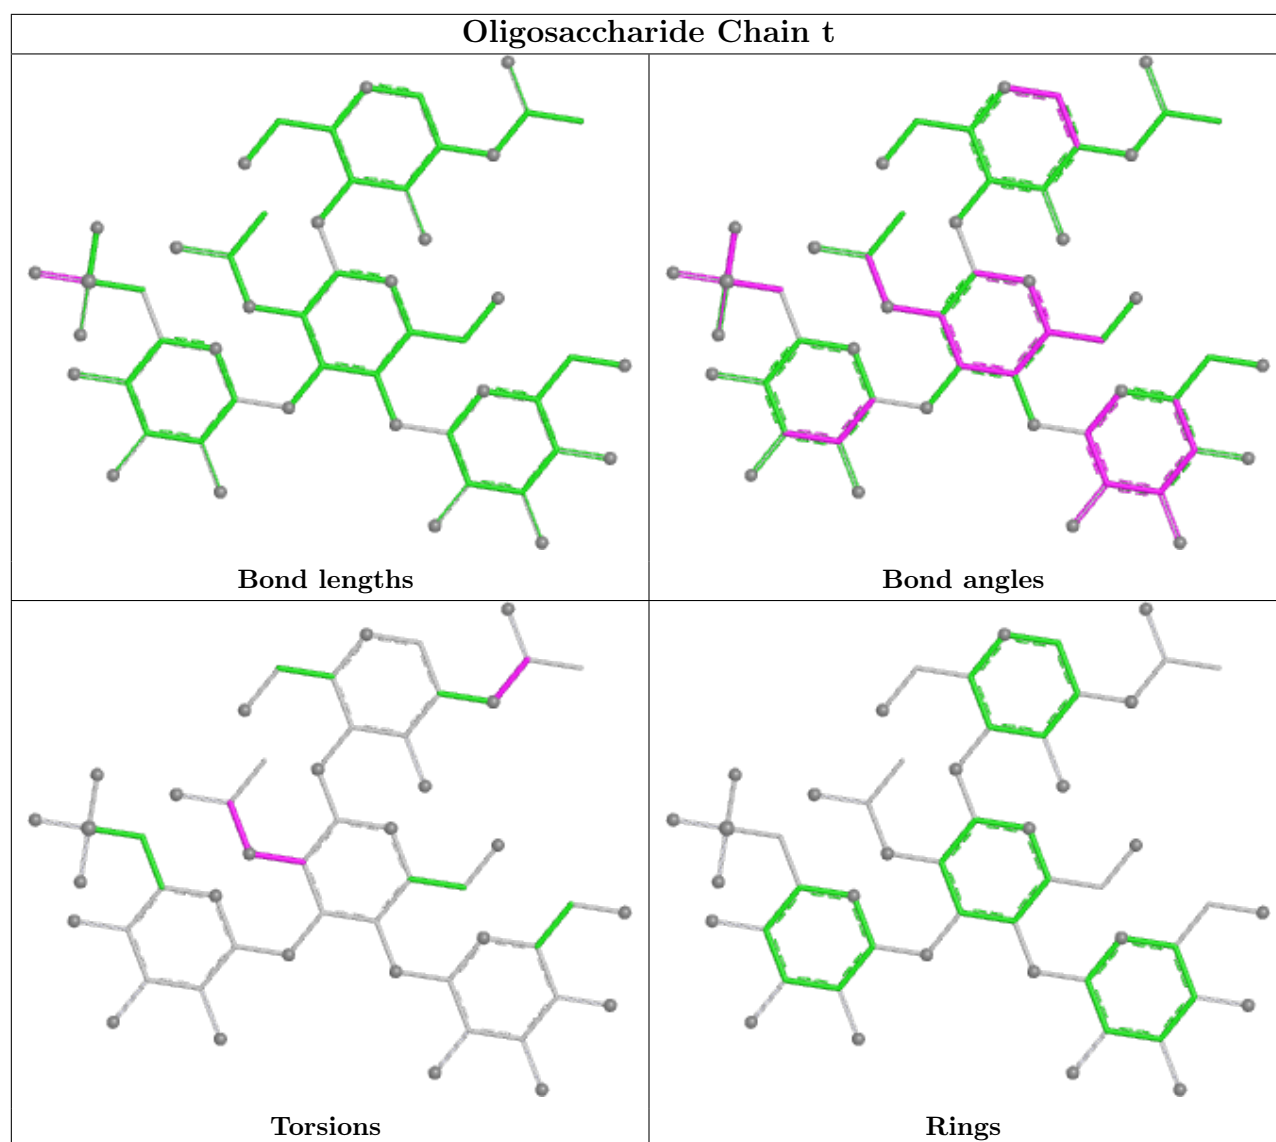 Oligosaccharide Chain t
Bond lengths
Bond angles
Torsions
Rings